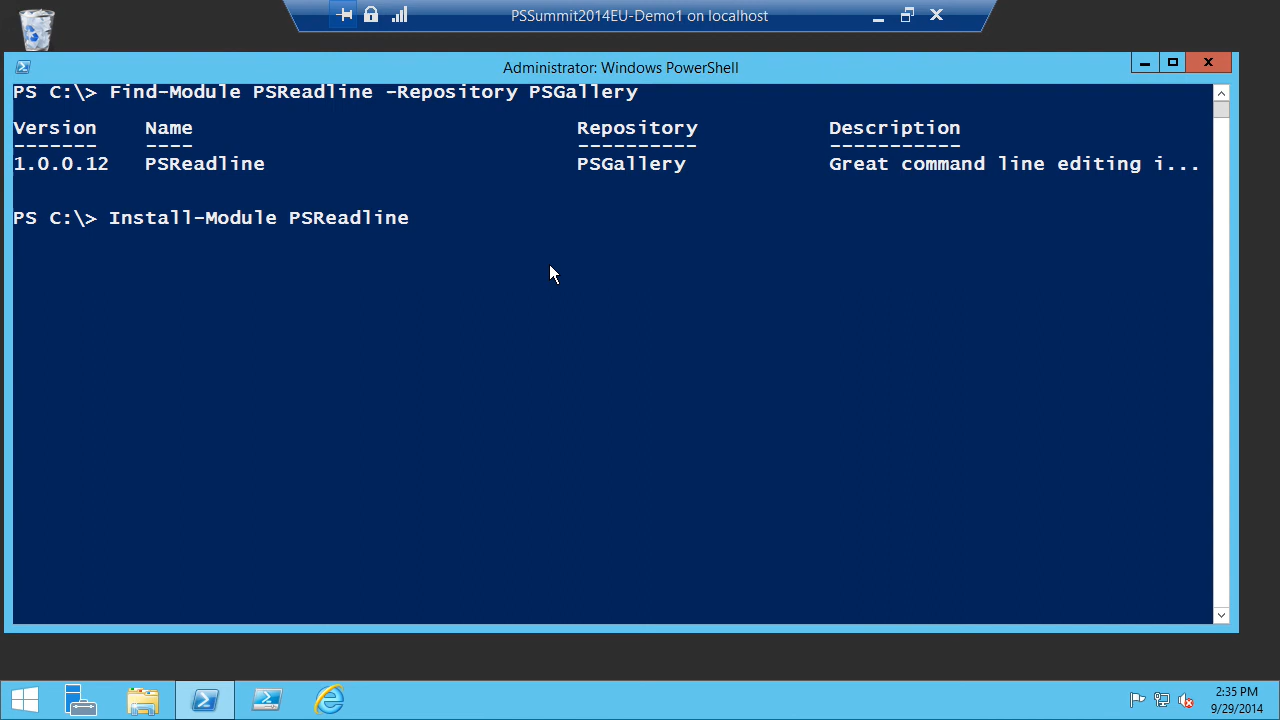 PSSummit2014EU-Demo1 on localhost
Administrator: Windows PowerShell
PS C:\> Find-Module PSReadline -Repository PSGallery
Version Name Repository Description
------- ---- ---------- -----------
1.0.0.12 PSReadline PSGallery Great command line editing i...
PS C:\> Install-Module PSReadline
2:35 PM
9/29/2014